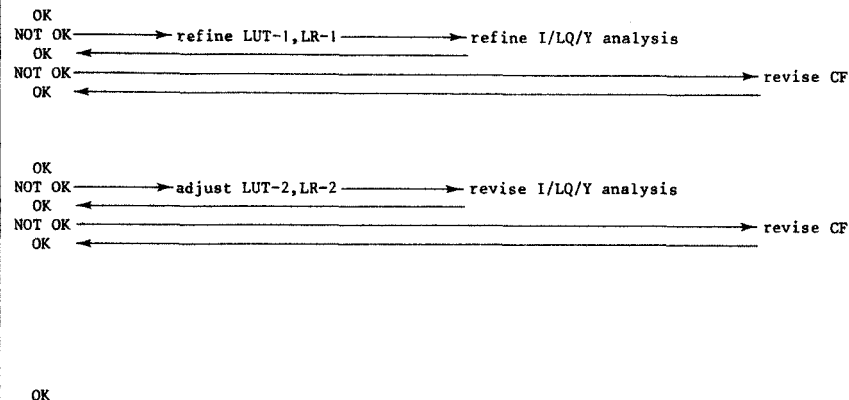 OK
NOT OK refine LUT-1,LR-1 refine I/LQ/Y analysis
OK
NOT OK revise CF
OK
OK
NOT OK adjust LUT-2,LR-2 revise I/LQ/Y analysis
OK
NOT OK revise CF
OK
OK